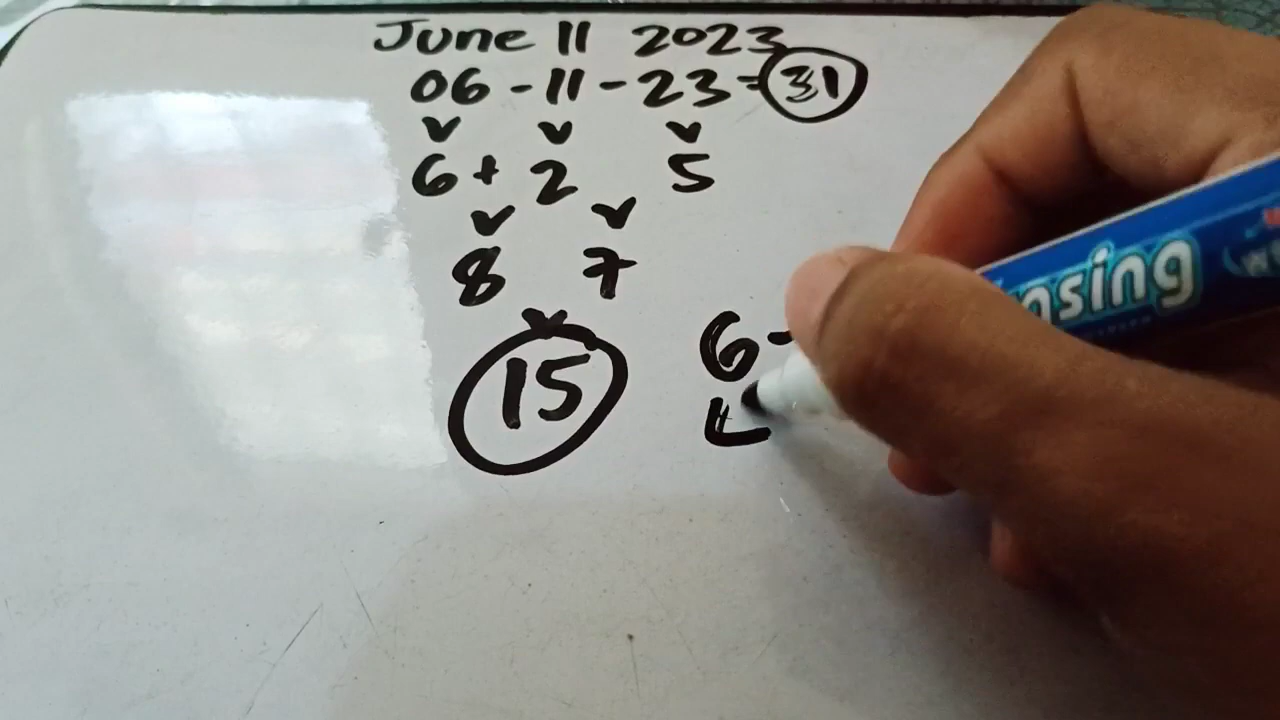 June 11 2023
06 - 11 - 23 = 31
6 + 2 5
8 7
15
6 -